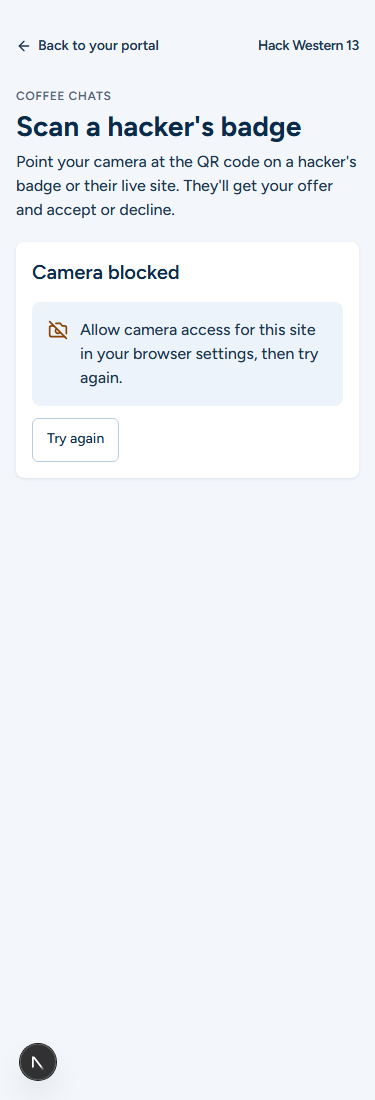 Back to your portal
Hack Western 13
COFFEE CHATS
Scan a hacker's badge
Point your camera at the QR code on a hacker's
badge or their live site. They'll get your offer
and accept or decline.
Camera blocked
Allow camera access for this site
in your browser settings, then try
again.
Try again